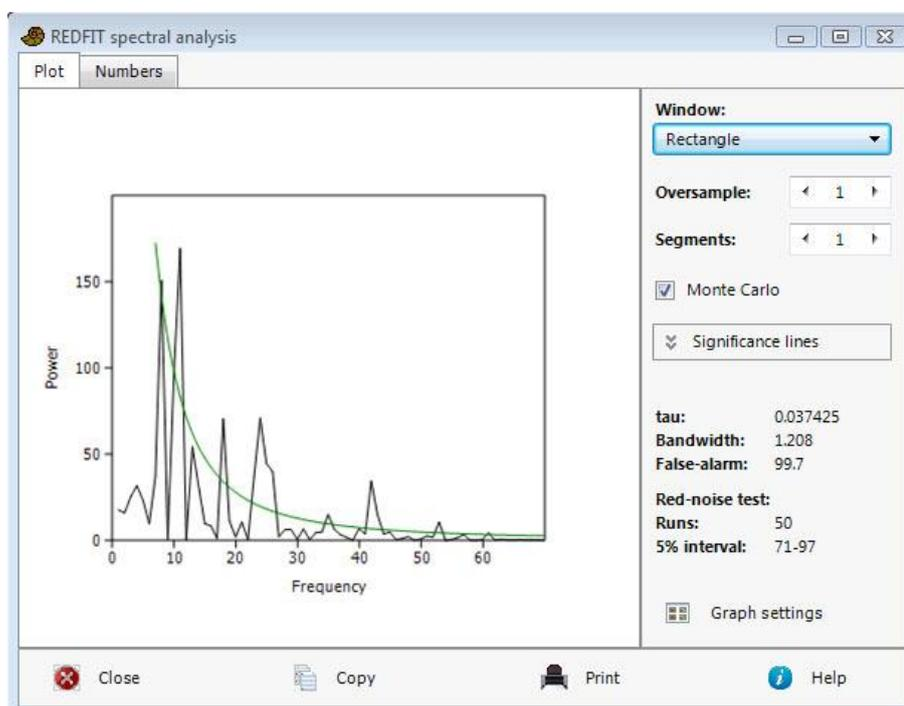 REDFIT spectral analysis
Plot Numbers
Window:
Rectangle
Oversample: 1
Segments: 1
Monte Carlo
Significance lines
tau: 0.037425
Bandwidth: 1.208
False-alarm: 99.7
Red-noise test:
Runs: 50
5% interval: 71-97
Graph settings
Power
150
100
50
0
0 10 20 30 40 50 60
Frequency
Close Copy Print Help